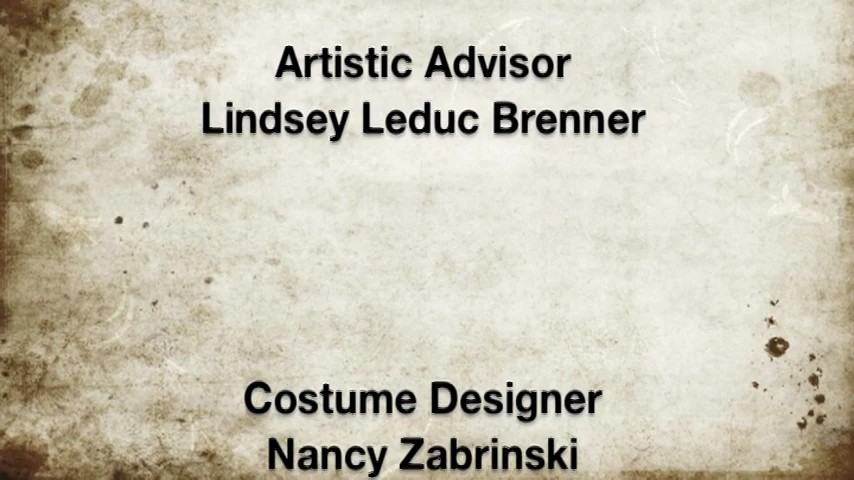 Artistic Advisor
Lindsey Leduc Brenner
Costume Designer
Nancy Zabrinski